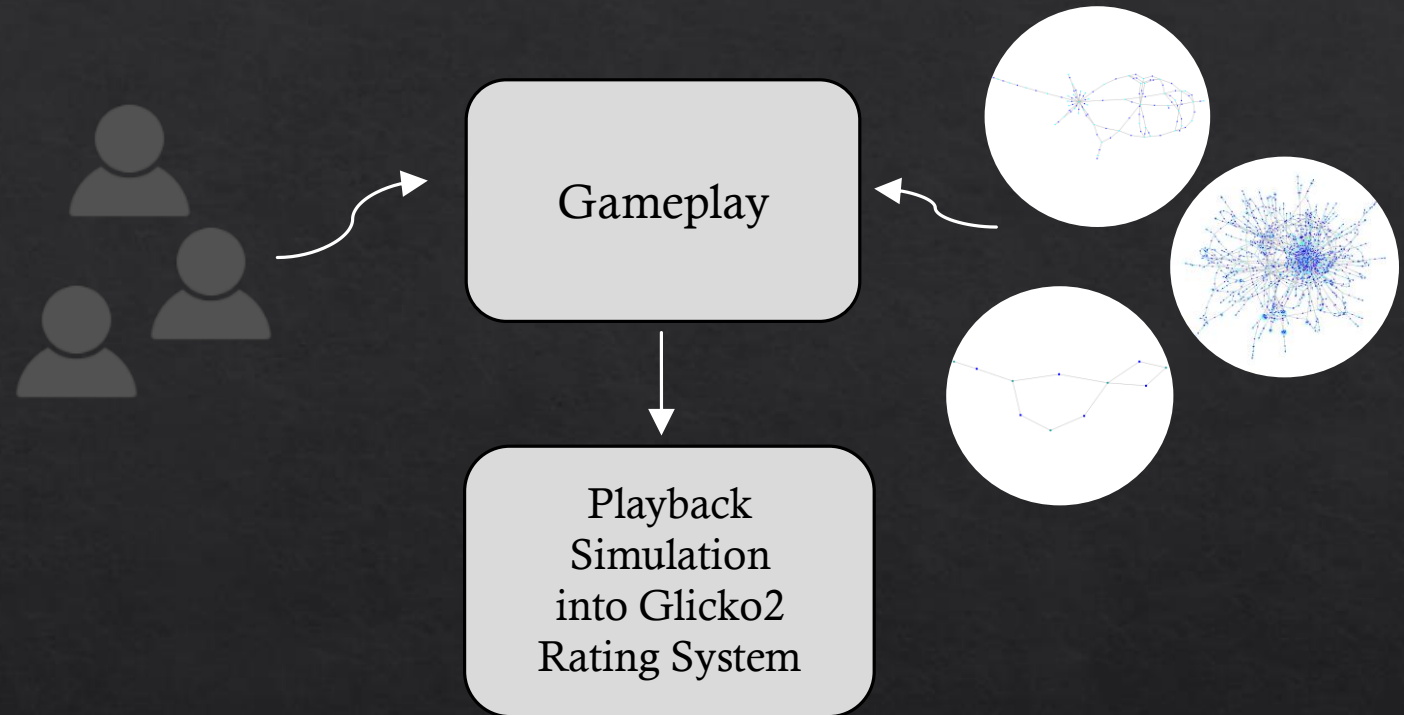 Gameplay
Playback
Simulation
into Glicko2
Rating System